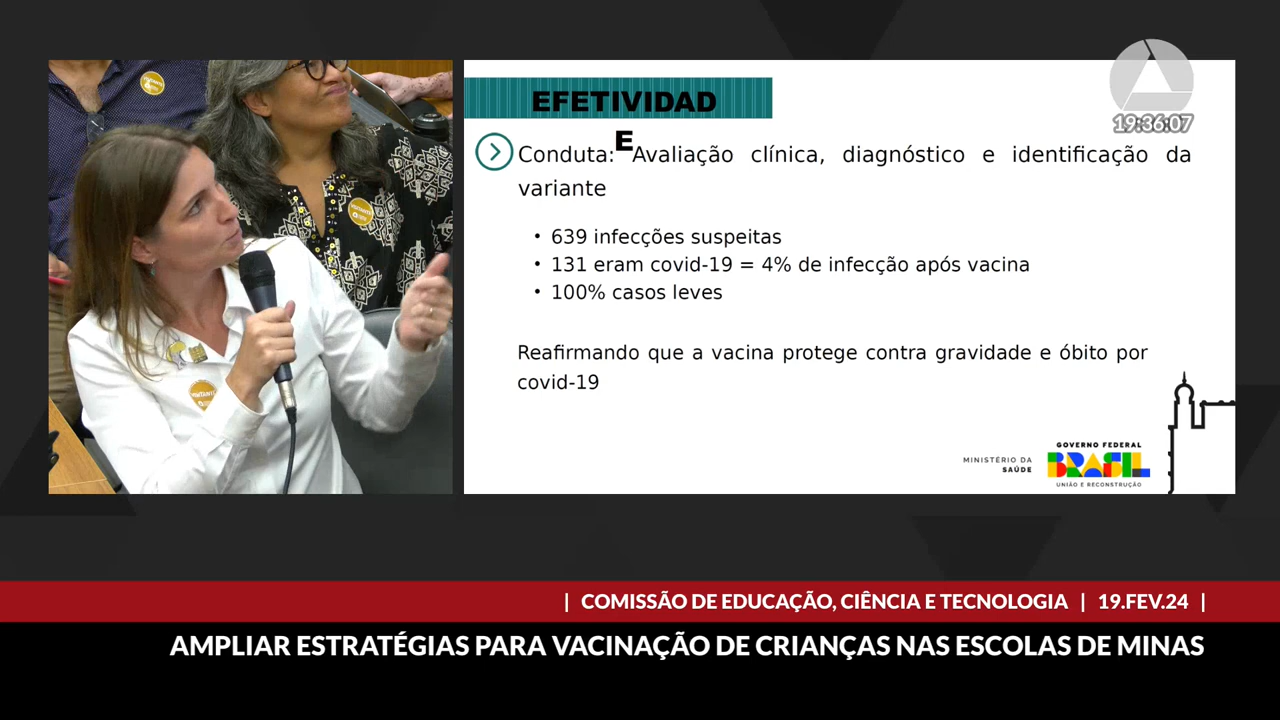 19:36:07
EFETIVIDAD
E
Conduta: Avaliação clínica, diagnóstico e identificação da
variante
• 639 infecções suspeitas
• 131 eram covid-19 = 4% de infecção após vacina
• 100% casos leves
Reafirmando que a vacina protege contra gravidade e óbito por
covid-19
MINISTÉRIO DA
SAÚDE
GOVERNO FEDERAL
BRASIL
UNIÃO E RECONSTRUÇÃO
VISITANTE
VISITANTE
| COMISSÃO DE EDUCAÇÃO, CIÊNCIA E TECNOLOGIA | 19.FEV.24 |
AMPLIAR ESTRATÉGIAS PARA VACINAÇÃO DE CRIANÇAS NAS ESCOLAS DE MINAS